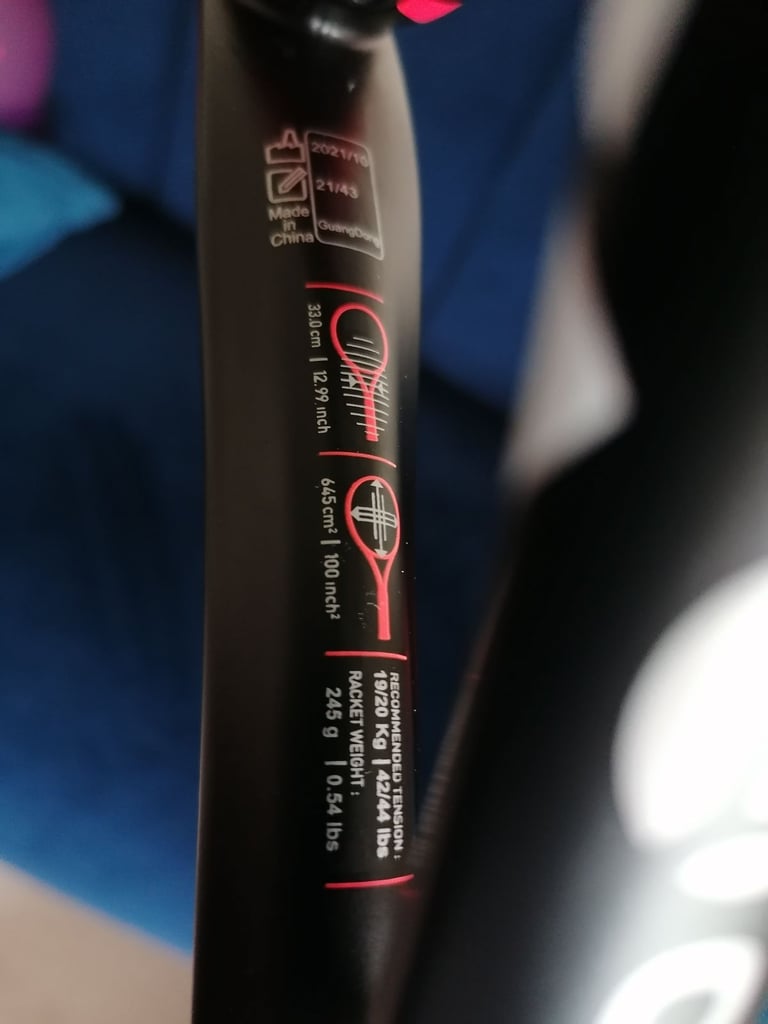 2021/10
21/43
GuangDong
Made
in
China
33.0 cm | 12.99 inch
645 cm² | 100 inch²
RECOMMENDED TENSION :
19/20 Kg | 42/44 lbs
RACKET WEIGHT :
245 g | 0.54 lbs